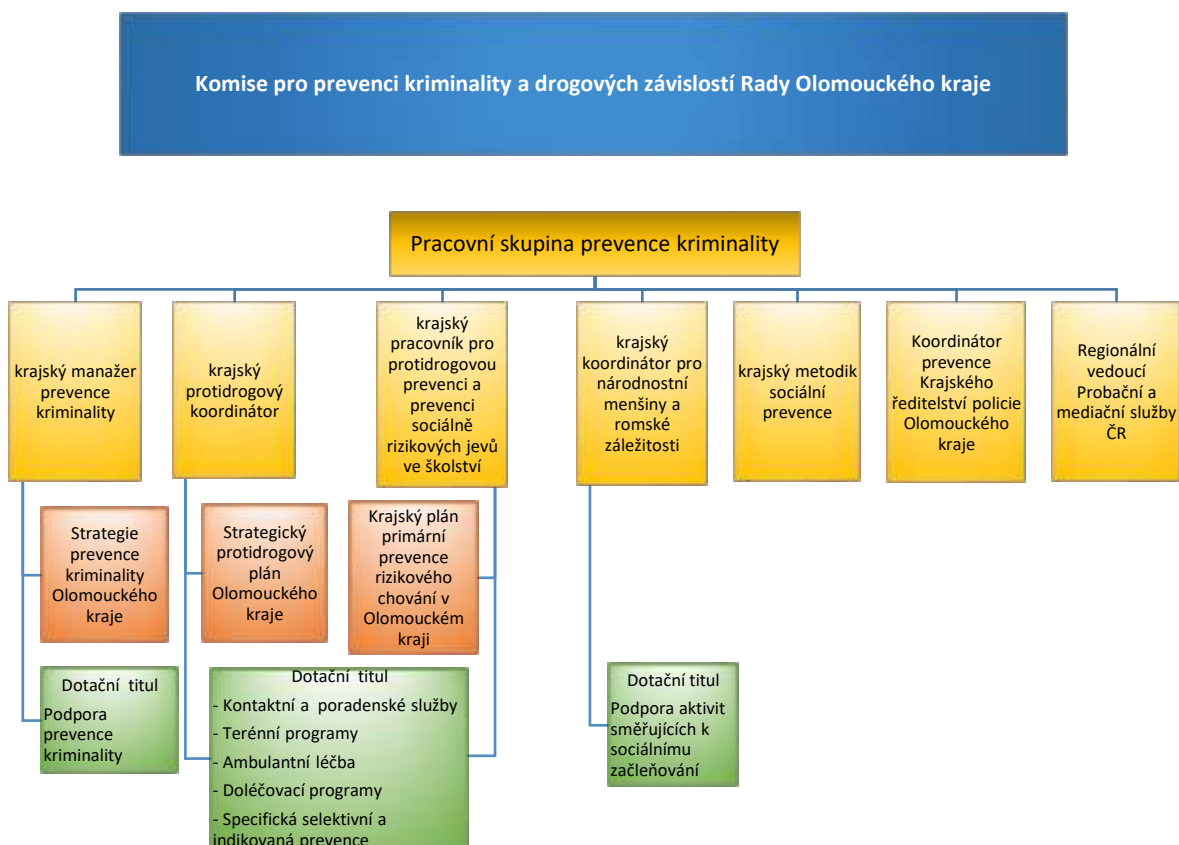 Komise pro prevenci kriminality a drogových závislostí Rady Olomouckého kraje
Pracovní skupina prevence kriminality
krajský manažer
prevence
kriminality
krajský
protidrogový
koordinátor
krajský
pracovník pro
protidrogovou
prevenci a
prevenci
sociálně
rizikových jevů
ve školství
krajský
koordinátor pro
národnostní
menšiny a
romské
záležitosti
krajský metodik
sociální
prevence
Koordinátor
prevence
Krajského
ředitelství policie
Olomouckého
kraje
Regionální
vedoucí
Probační a
mediační služby
ČR
Strategie
prevence
kriminality
Olomouckého
kraje
Strategický
protidrogový
plán
Olomouckého
kraje
Krajský plán
primární
prevence
rizikového
chování v
Olomouckém
kraji
Dotační titul
Podpora
prevence
kriminality
Dotační titul
- Kontaktní a poradenské služby
- Terénní programy
- Ambulantní léčba
- Doléčovací programy
- Specifická selektivní a
indikovaná prevence
Dotační titul
Podpora aktivit
směřujících k
sociálnímu
začleňování